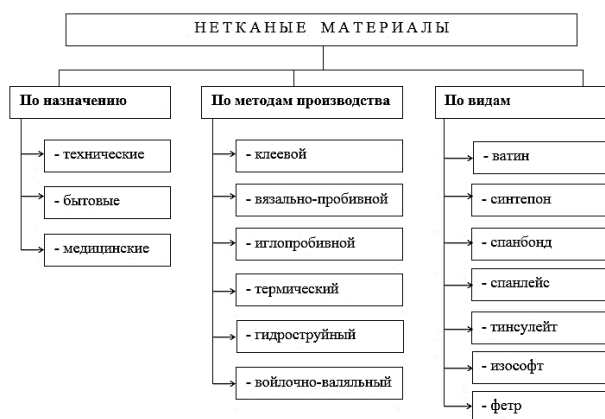 НЕТКАНЫЕ МАТЕРИАЛЫ
По назначению
- технические
- бытовые
- медицинские
По методам производства
- клеевой
- вязально-пробивной
- иглопробивной
- термический
- гидроструйный
- войлочно-валяльный
По видам
- ватин
- синтепон
- спанбонд
- спанлейс
- тинсулейт
- изософт
- фетр